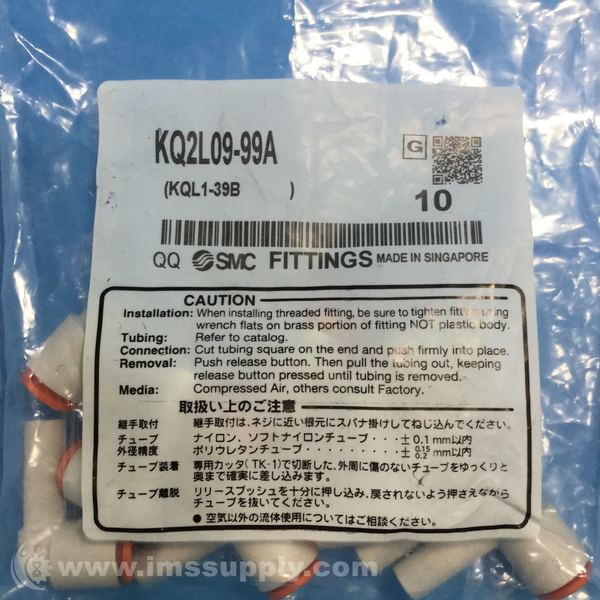 KQ2L09-99A
G
(KQL1-39B )
10
QQ SMC FITTINGS MADE IN SINGAPORE
CAUTION
Installation: When installing threaded fitting, be sure to tighten fitting using
wrench flats on brass portion of fitting NOT plastic body.
Tubing: Refer to catalog.
Connection: Cut tubing square on the end and push firmly into place.
Removal: Push release button. Then pull the tubing out, keeping
release button pressed until tubing is removed.
Media: Compressed Air, others consult Factory.
取扱い上のご注意
継手取付 継手取付は、ネジに近い根元にスパナ掛けしてねじ込んでください。
チューブ ナイロン、ソフトナイロンチューブ・・・± 0.1 mm以内
外径精度 ポリウレタンチューブ・・・・・・・・± 0.15 0.2 mm以内
チューブ装着 専用カッタ(TK-1)で切断した、外周に傷のないチューブをゆっくりと
奥まで確実に差し込みます。
チューブ離脱 リリースプッシュを十分に押し込み、戻されないよう押さえながら
チューブを抜いてください。
● 空気以外の流体使用についてはご相談ください。
www.imssupply.com